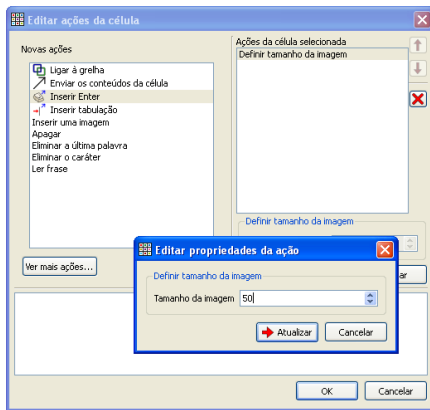 Editar ações da célula
Novas ações
Ligar à grelha
Enviar os conteúdos da célula
Inserir Enter
Inserir tabulação
Inserir uma imagem
Apagar
Eliminar a última palavra
Eliminar o caráter
Ler frase
Ver mais ações...
Ações da célula selecionada
Definir tamanho da imagem
Definir tamanho da imagem
ar
Editar propriedades da ação
Definir tamanho da imagem
Tamanho da imagem 50
Atualizar Cancelar
OK Cancelar